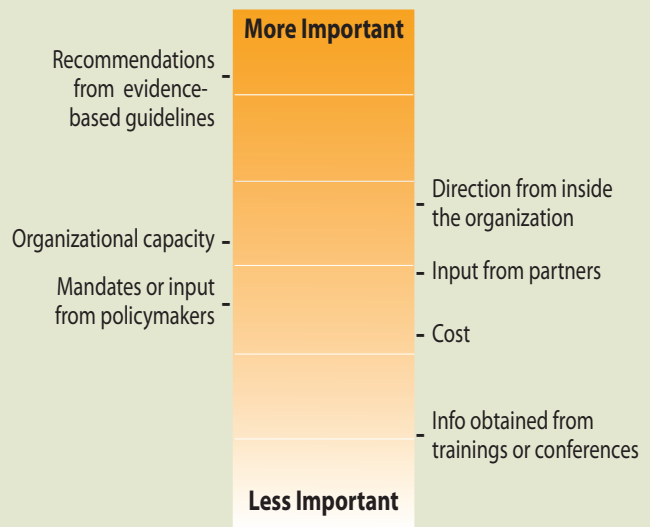 More Important
Recommendations
from evidence-
based guidelines
Direction from inside
the organization
Organizational capacity
Input from partners
Mandates or input
from policymakers
Cost
Info obtained from
trainings or conferences
Less Important